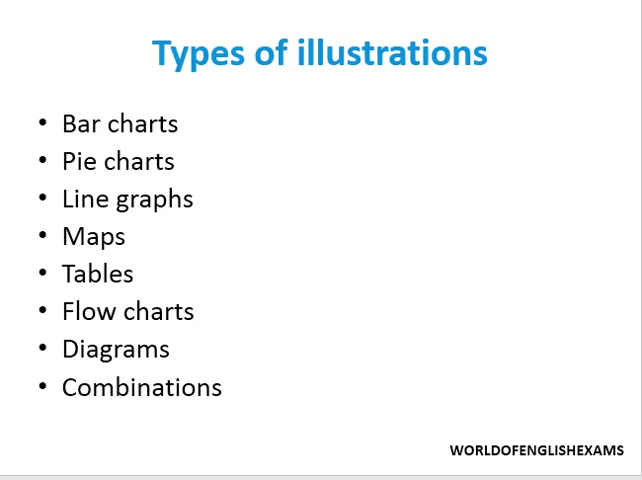 Types of illustrations
• Bar charts
• Pie charts
• Line graphs
• Maps
• Tables
• Flow charts
• Diagrams
• Combinations
WORLDOFENGLISHEXAMS